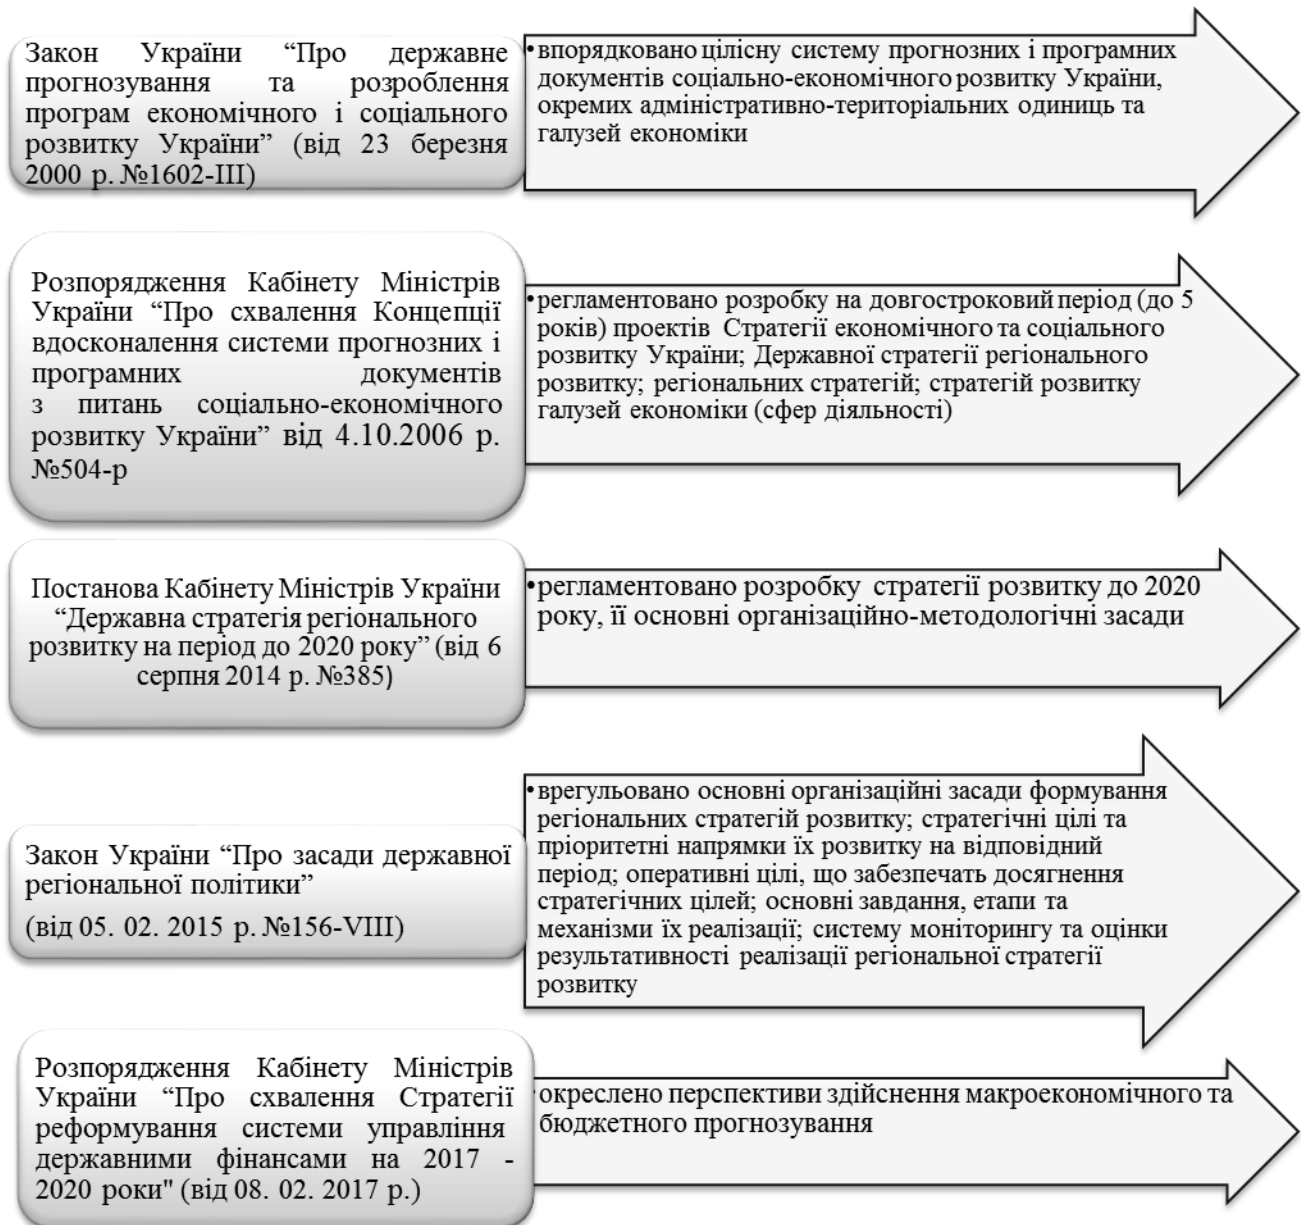 Закон України “Про державне
прогнозування та розроблення
програм економічного і соціального
розвитку України” (від 23 березня
2000 р. №1602-III)
•впорядковано цілісну систему прогнозних і програмних
документів соціально-економічного розвитку України,
окремих адміністративно-територіальних одиниць та
галузей економіки
Розпорядження Кабінету Міністрів
України “Про схвалення Концепції
вдосконалення системи прогнозних і
програмних документів
з питань соціально-економічного
розвитку України” від 4.10.2006 р.
№504-р
•регламентовано розробку на довгостроковий період (до 5
років) проектів Стратегії економічного та соціального
розвитку України; Державної стратегії регіонального
розвитку; регіональних стратегій; стратегій розвитку
галузей економіки (сфер діяльності)
Постанова Кабінету Міністрів України
“Державна стратегія регіонального
розвитку на період до 2020 року” (від 6
серпня 2014 р. №385)
•регламентовано розробку стратегії розвитку до 2020
року, її основні організаційно-методологічні засади
Закон України “Про засади державної
регіональної політики”
(від 05. 02. 2015 р. №156-VIII)
•врегульовано основні організаційні засади формування
регіональних стратегій розвитку; стратегічні цілі та
пріоритетні напрямки їх розвитку на відповідний
період; оперативні цілі, що забезпечать досягнення
стратегічних цілей; основні завдання, етапи та
механізми їх реалізації; систему моніторингу та оцінки
результативності реалізації регіональної стратегії
розвитку
Розпорядження Кабінету Міністрів
України “Про схвалення Стратегії
реформування системи управління
державними фінансами на 2017 -
2020 роки" (від 08. 02. 2017 р.)
•окреслено перспективи здійснення макроекономічного та
бюджетного прогнозування